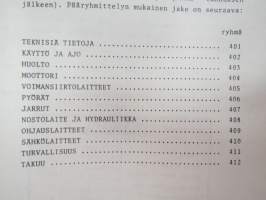 jälkeen). Pääryhmittelyn mukainen jako on seuraava:
ryhmä
TEKNISIÄ TIETOJA 401
KÄYTTÖ JA AJO 402
HUOLTO 403
MOOTTORI 404
VOIMANSIIRTOLAITTEET 405
PYÖRÄT 406
JARRUT 407
NOSTOLAITE JA HYDRAULIIKKA 408
OHJAUSLAITTEET 409
SÄHKÖLAITTEET 410
TURVALLISUUS 411
TAKUU 412